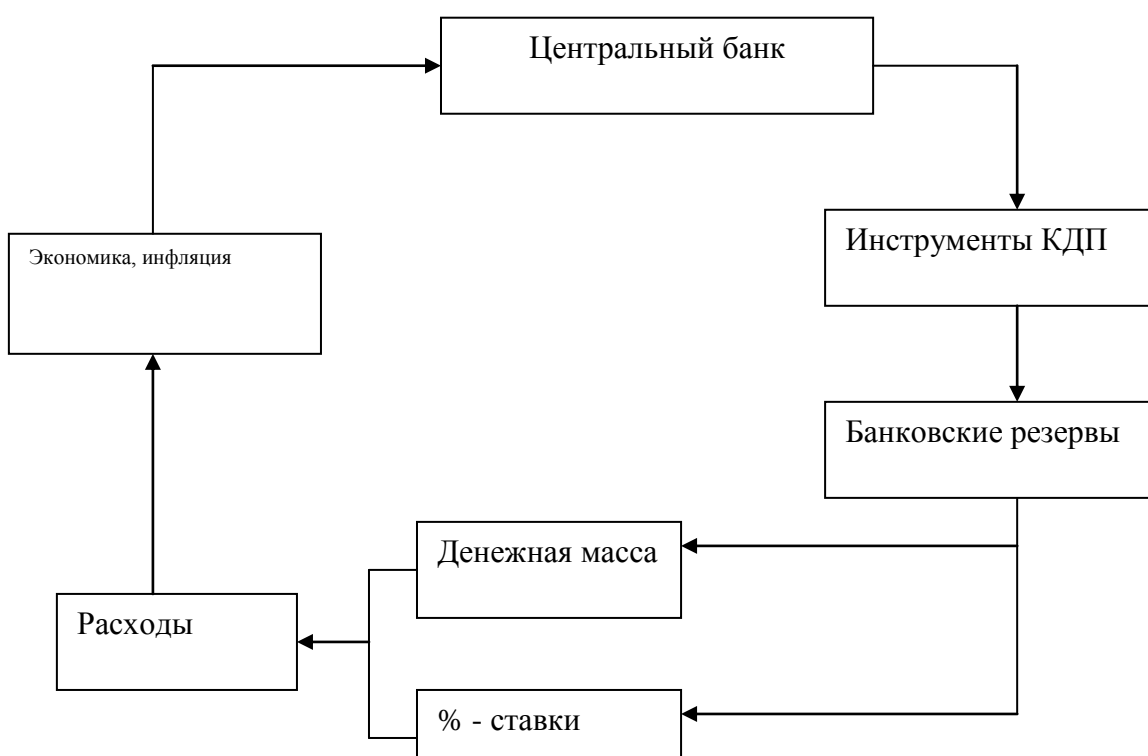 Центральный банк
Инструменты КДП
Экономика, инфляция
Банковские резервы
Денежная масса
Расходы
% - ставки